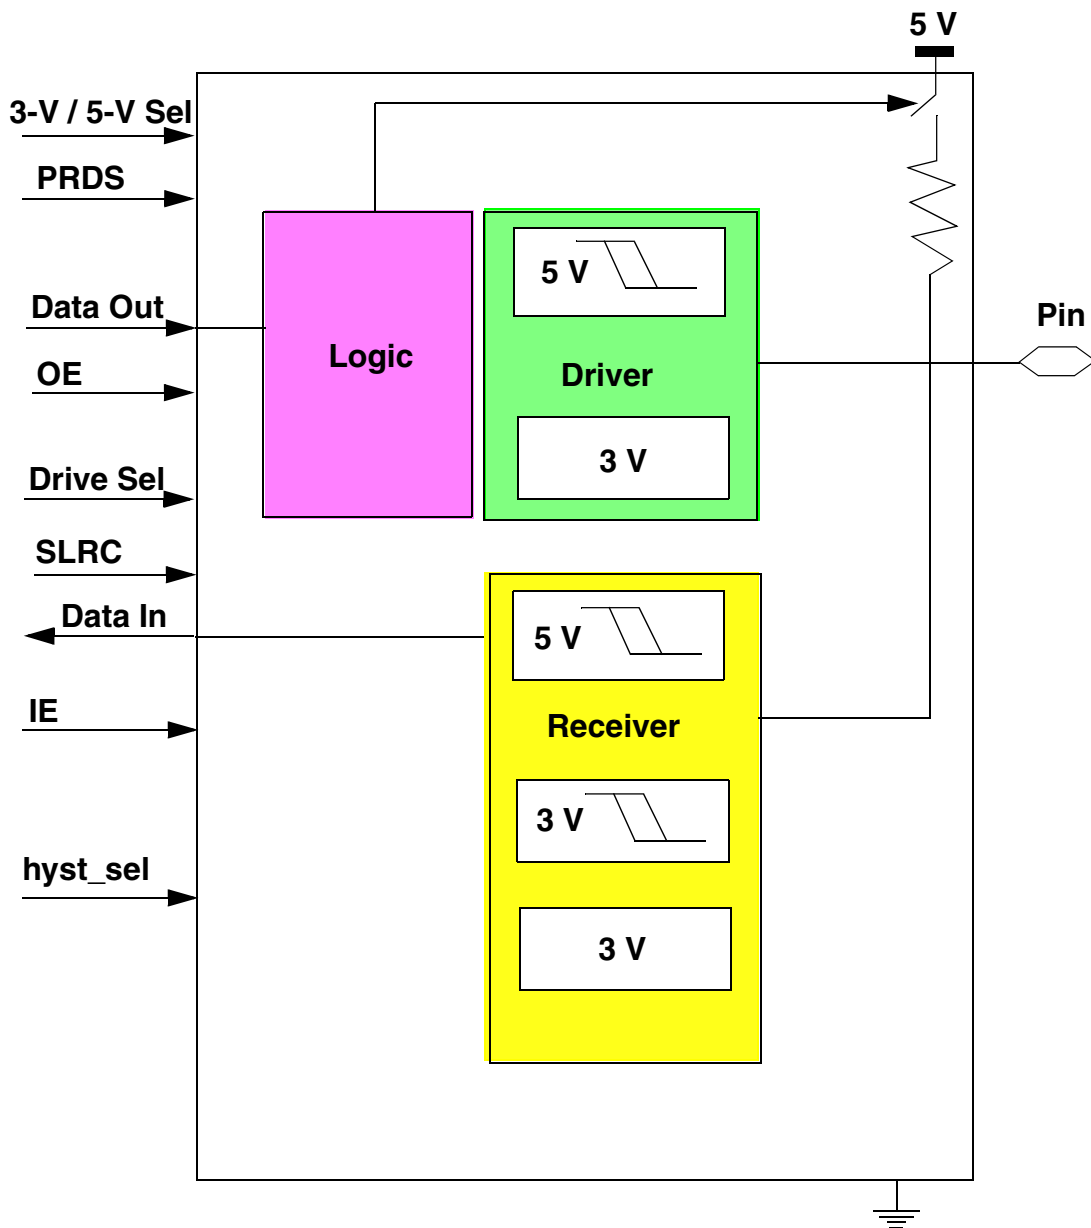 5 V
3-V / 5-V Sel
PRDS
Data Out
OE
Drive Sel
SLRC
Data In
IE
hyst_sel
Logic
5 V
Driver
3 V
Pin
5 V
Receiver
3 V
3 V